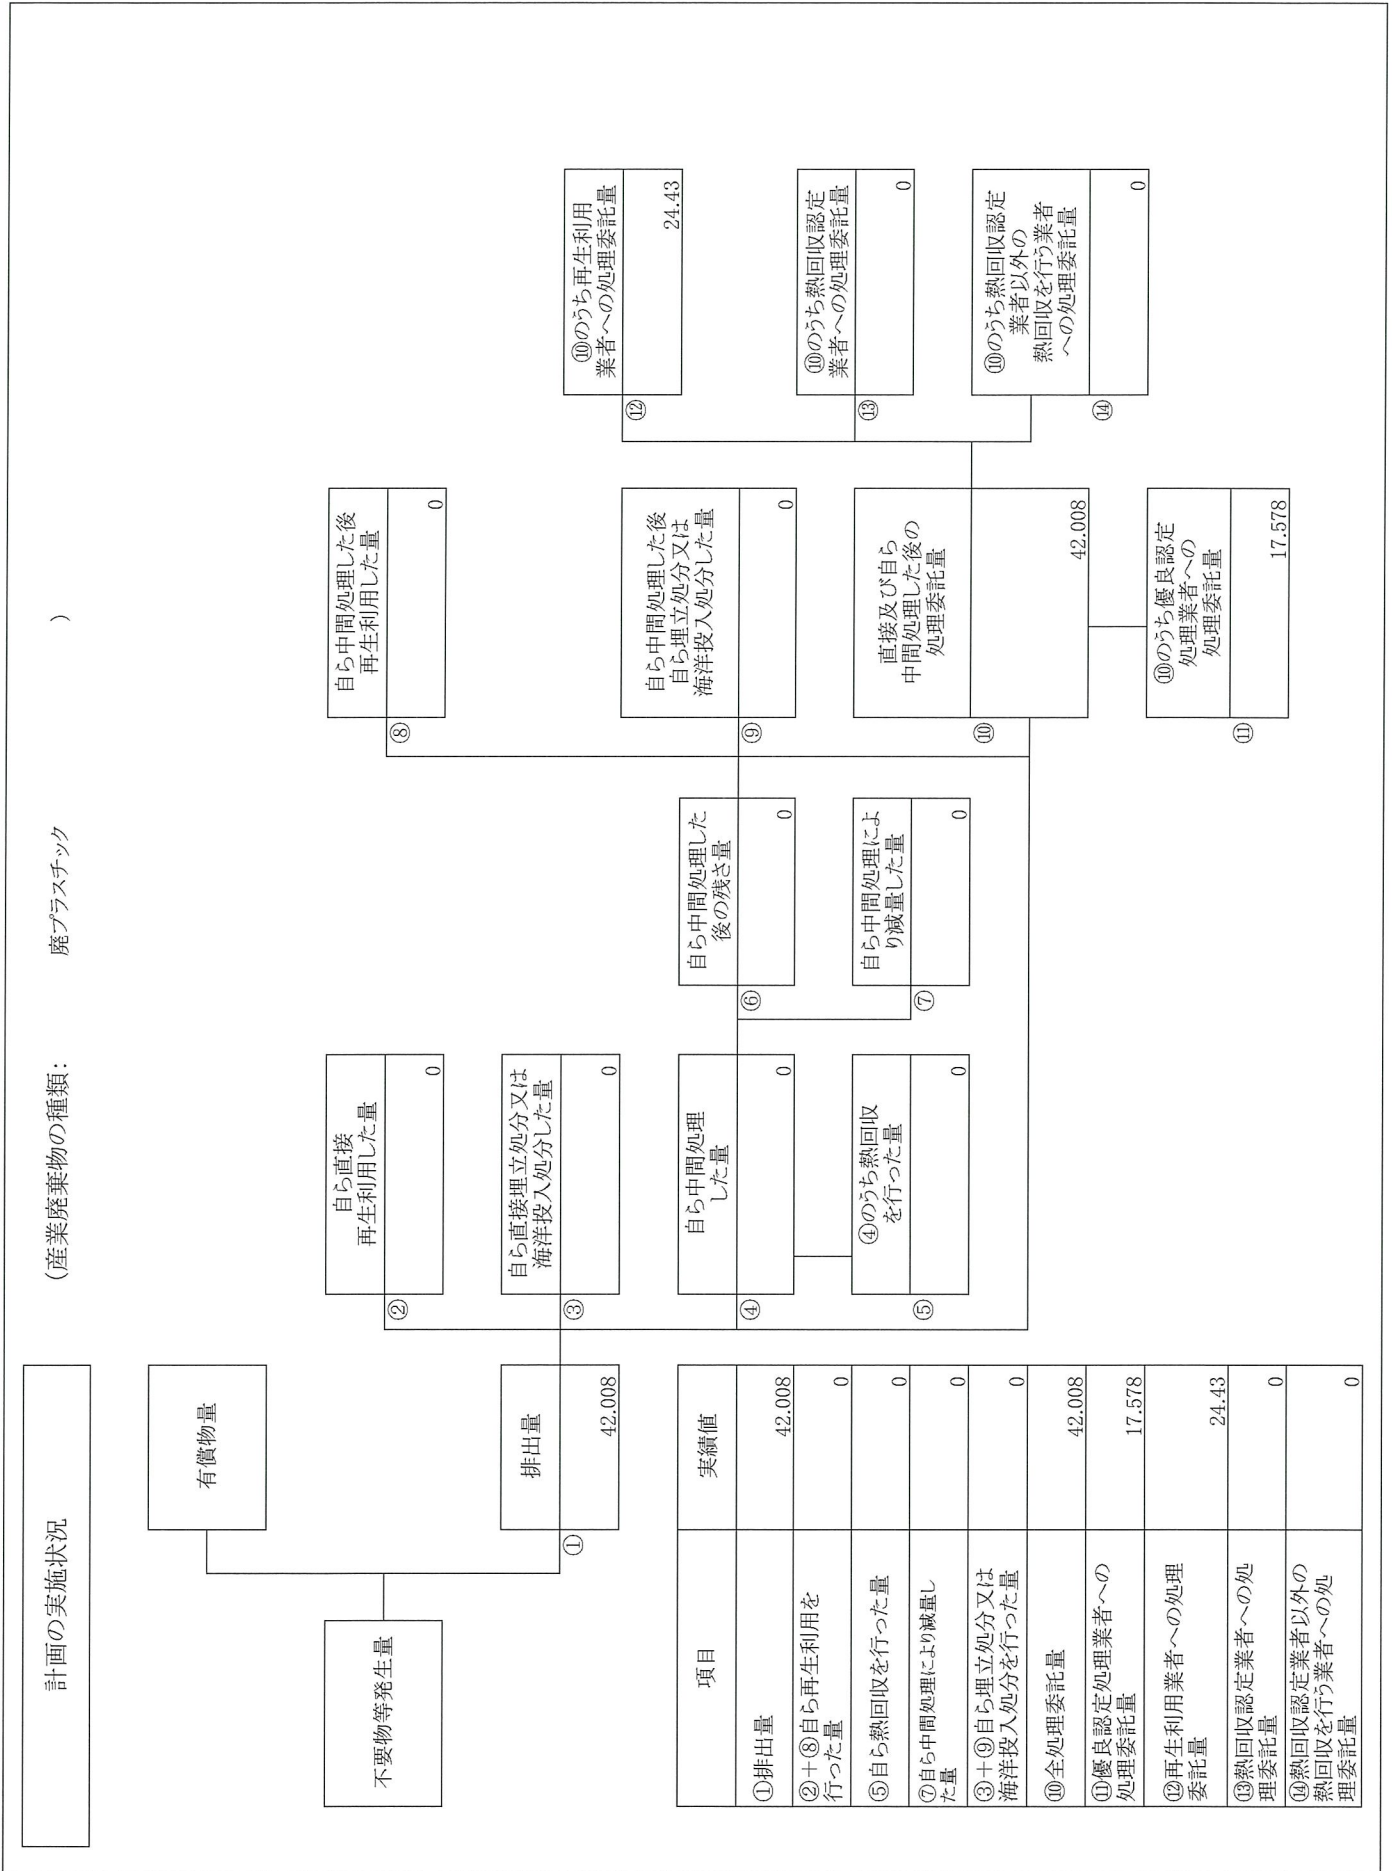 計画の実施状況
(産業廃棄物の種類: 廃プラスチック )
不要物等発生量
有償物量
①
排出量
42.008
②
自ら直接
再生利用した量
0
③
自ら直接埋立処分又は
海洋投入処分した量
0
④
自ら中間処理
した量
0
⑤
④のうち熱回収
を行った量
0
⑥
自ら中間処理した
後の残さ量
0
⑦
自ら中間処理によ
り減量した量
0
⑧
自ら中間処理した後
再生利用した量
0
⑨
自ら中間処理した後
自ら埋立処分又は
海洋投入処分した量
0
⑩
直接及び自ら
中間処理した後の
処理委託量
42.008
⑪
⑩のうち優良認定
処理業者への
処理委託量
17.578
⑫
⑩のうち再生利用
業者への処理委託量
24.43
⑬
⑩のうち熱回収認定
業者への処理委託量
0
⑭
⑩のうち熱回収認定
業者以外の
熱回収を行う業者
への処理委託量
0
項目 実績値
①排出量 42.008
②+⑧自ら再生利用を
行った量 0
⑤自ら熱回収を行った量 0
⑦自ら中間処理により減量し
た量 0
③+⑨自ら埋立処分又は
海洋投入処分を行った量 0
⑩全処理委託量 42.008
⑪優良認定処理業者への
処理委託量 17.578
⑫再生利用業者への処理
委託量 24.43
⑬熱回収認定業者への処
理委託量 0
⑭熱回収認定業者以外の
熱回収を行う業者への処
理委託量 0